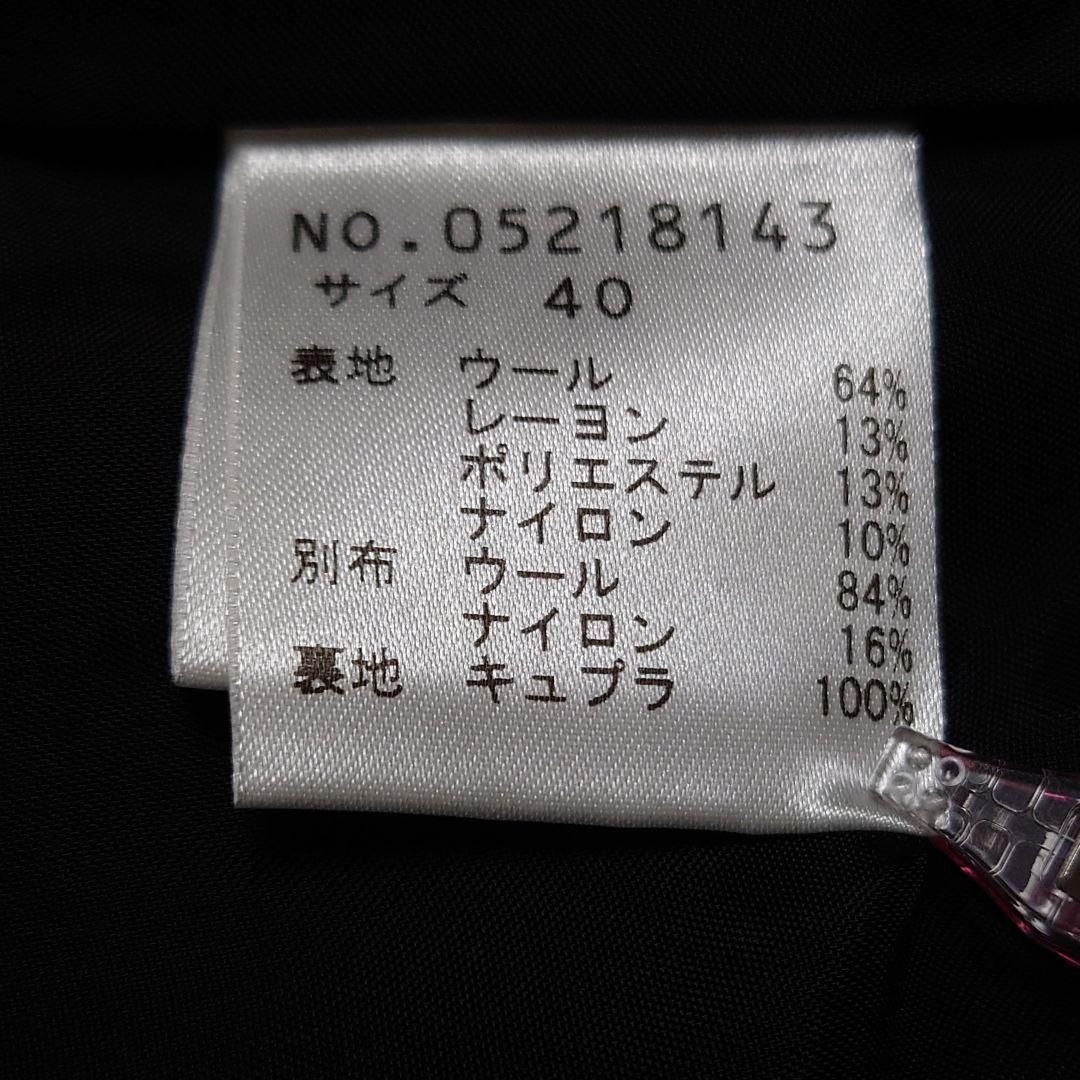 NO.05218143
サイズ 40
表地 ウール 64%
レーヨン 13%
ポリエステル 13%
ナイロン 10%
別布 ウール 84%
ナイロン 16%
裏地 キュプラ 100%